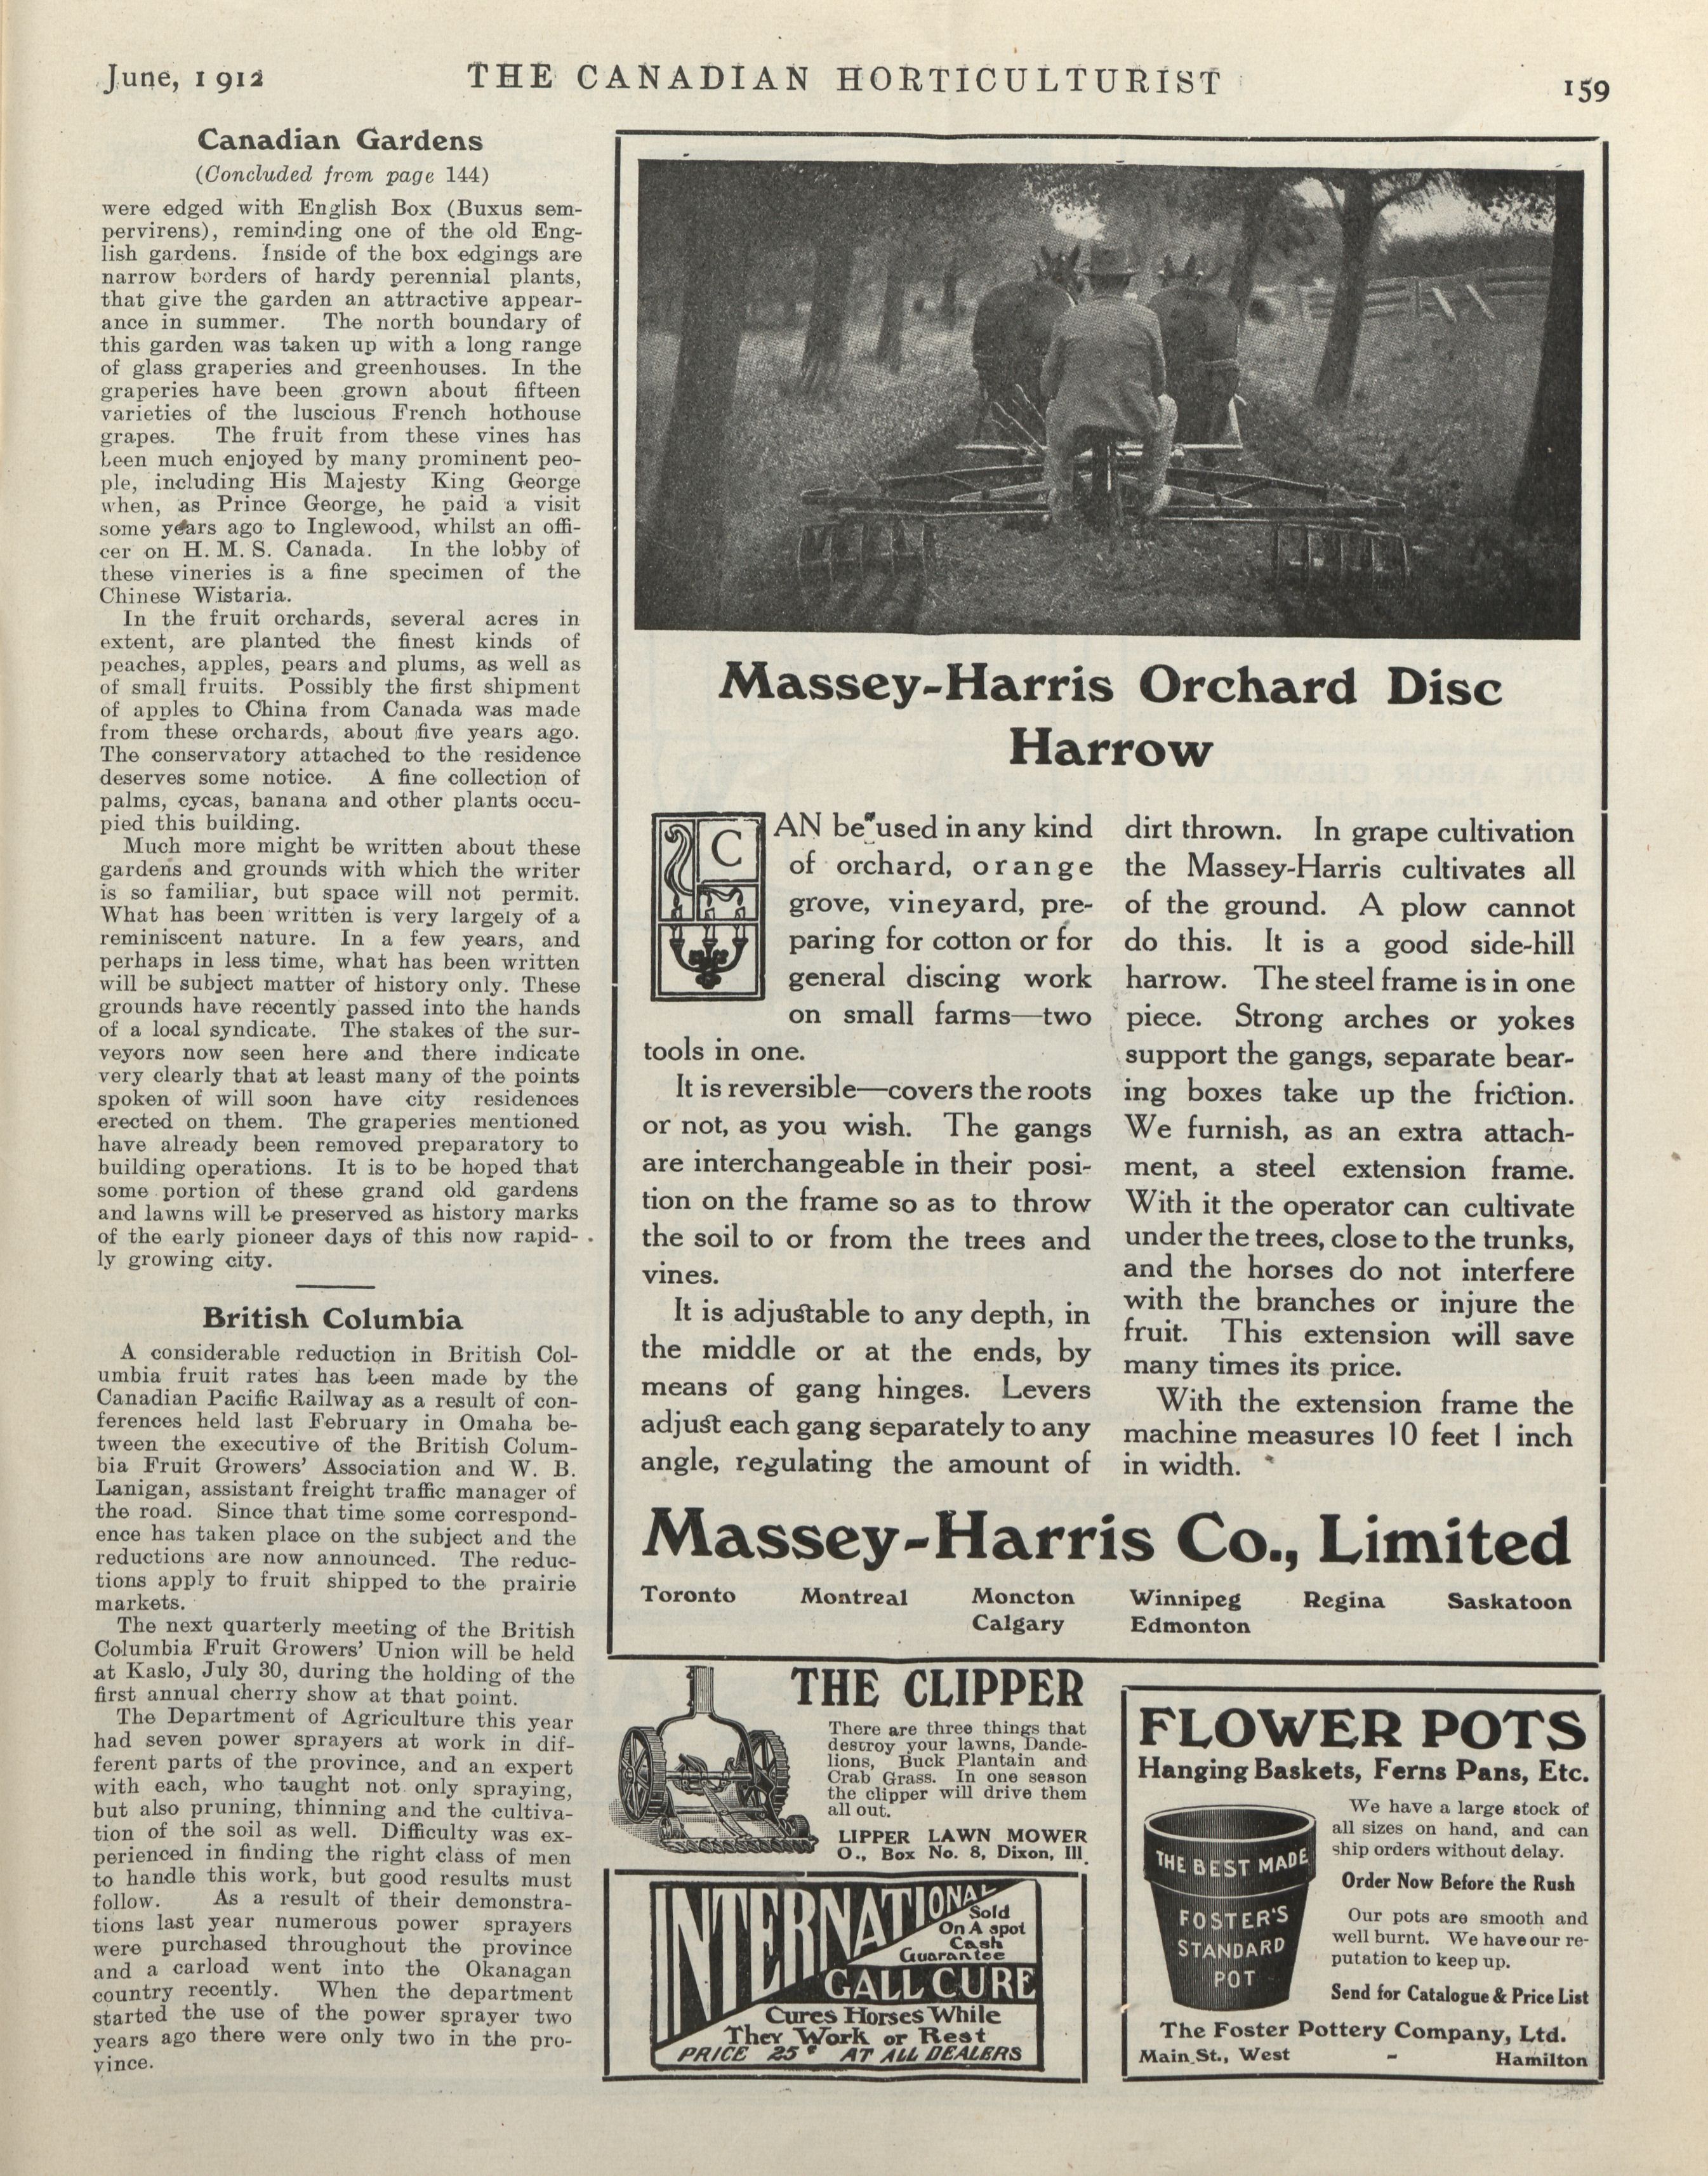 June, 1912
THE CANADIAN HORTICULTURIST
159
Canadian Gardens
(Concluded from page 144)
were edged with English Box (Buxus sem-
pervirens), reminding one of the old Eng-
lish gardens. Inside of the box edgings are
narrow borders of hardy perennial plants,
that give the garden an attractive appear-
ance in summer. The north boundary of
this garden was taken up with a long range
of glass graperies and greenhouses. In the
graperies have been grown about fifteen
varieties of the luscious French hothouse
grapes. The fruit from these vines has
been much enjoyed by many prominent peo-
ple, including His Majesty King George
when, as Prince George, he paid a visit
some years ago to Inglewood, whilst an offi-
cer on H. M. S. Canada. In the lobby of
these vineries is a fine specimen of the
Chinese Wistaria.
In the fruit orchards, several acres in
extent, are planted the finest kinds of
peaches, apples, pears and plums, as well as
of small fruits. Possibly the first shipment
of apples to China from Canada was made
from these orchards, about five years ago.
The conservatory attached to the residence
deserves some notice. A fine collection of
palms, cycas, banana and other plants occu-
pied this building.
Much more might be written about these
gardens and grounds with which the writer
is so familiar, but space will not permit.
What has been written is very largely of a
reminiscent nature. In a few years, and
perhaps in less time, what has been written
will be subject matter of history only. These
grounds have recently passed into the hands
of a local syndicate. The stakes of the sur-
veyors now seen here and there indicate
very clearly that at least many of the points
spoken of will soon have city residences
erected on them. The graperies mentioned
have already been removed preparatory to
building operations. It is to be hoped that
some portion of these grand old gardens
and lawns will be preserved as history marks
of the early pioneer days of this now rapid-
ly growing city.
British Columbia
A considerable reduction in British Col-
umbia fruit rates has been made by the
Canadian Pacific Railway as a result of con-
ferences held last February in Omaha be-
tween the executive of the British Colum-
bia Fruit Growers' Association and W. B.
Lanigan, assistant freight traffic manager of
the road. Since that time some correspond-
ence has taken place on the subject and the
reductions are now announced. The reduc-
tions apply to fruit shipped to the prairie
markets.
The next quarterly meeting of the British
Columbia Fruit Growers' Union will be held
at Kaslo, July 30, during the holding of the
first annual cherry show at that point.
The Department of Agriculture this year
had seven power sprayers at work in dif-
ferent parts of the province, and an expert
with each, who taught not only spraying,
but also pruning, thinning and the cultiva-
tion of the soil as well. Difficulty was ex-
perienced in finding the right class of men
to handle this work, but good results must
follow. As a result of their demonstra-
tions last year numerous power sprayers
were purchased throughout the province
and a carload went into the Okanagan
country recently. When the department
started the use of the power sprayer two
years ago there were only two in the pro-
vince.
Massey-Harris Orchard Disc
Harrow
CAN be used in any kind
of orchard, orange
grove, vineyard, pre-
paring for cotton or for
general discing work
on small farms—two
tools in one.
It is reversible—covers the roots
or not, as you wish. The gangs
are interchangeable in their posi-
tion on the frame so as to throw
the soil to or from the trees and
vines.
It is adjustable to any depth, in
the middle or at the ends, by
means of gang hinges. Levers
adjust each gang separately to any
angle, regulating the amount of
dirt thrown. In grape cultivation
the Massey-Harris cultivates all
of the ground. A plow cannot
do this. It is a good side-hill
harrow. The steel frame is in one
piece. Strong arches or yokes
support the gangs, separate bear-
ing boxes take up the friction.
We furnish, as an extra attach-
ment, a steel extension frame.
With it the operator can cultivate
under the trees, close to the trunks,
and the horses do not interfere
with the branches or injure the
fruit. This extension will save
many times its price.
With the extension frame the
machine measures 10 feet 1 inch
in width.
Massey-Harris Co., Limited
Toronto Montreal Moncton Winnipeg Regina Saskatoon
Calgary Edmonton
THE CLIPPER
There are three things that
destroy your lawns, Dande-
lions, Buck Plantain and
Crab Grass. In one season
the clipper will drive them
all out.
LIPPER LAWN MOWER
O., Box No. 8, Dixon, Ill.
INTERNATIONAL
Sold
On A spot
Cash
Guarantee
GALL CURE
Cures Horses While
They Work or Rest
PRICE 25¢ AT ALL DEALERS
FLOWER POTS
Hanging Baskets, Ferns Pans, Etc.
THE BEST MADE
FOSTER'S
STANDARD
POT
We have a large stock of
all sizes on hand, and can
ship orders without delay.
Order Now Before the Rush
Our pots are smooth and
well burnt. We have our re-
putation to keep up.
Send for Catalogue & Price List
The Foster Pottery Company, Ltd.
Main St., West - Hamilton